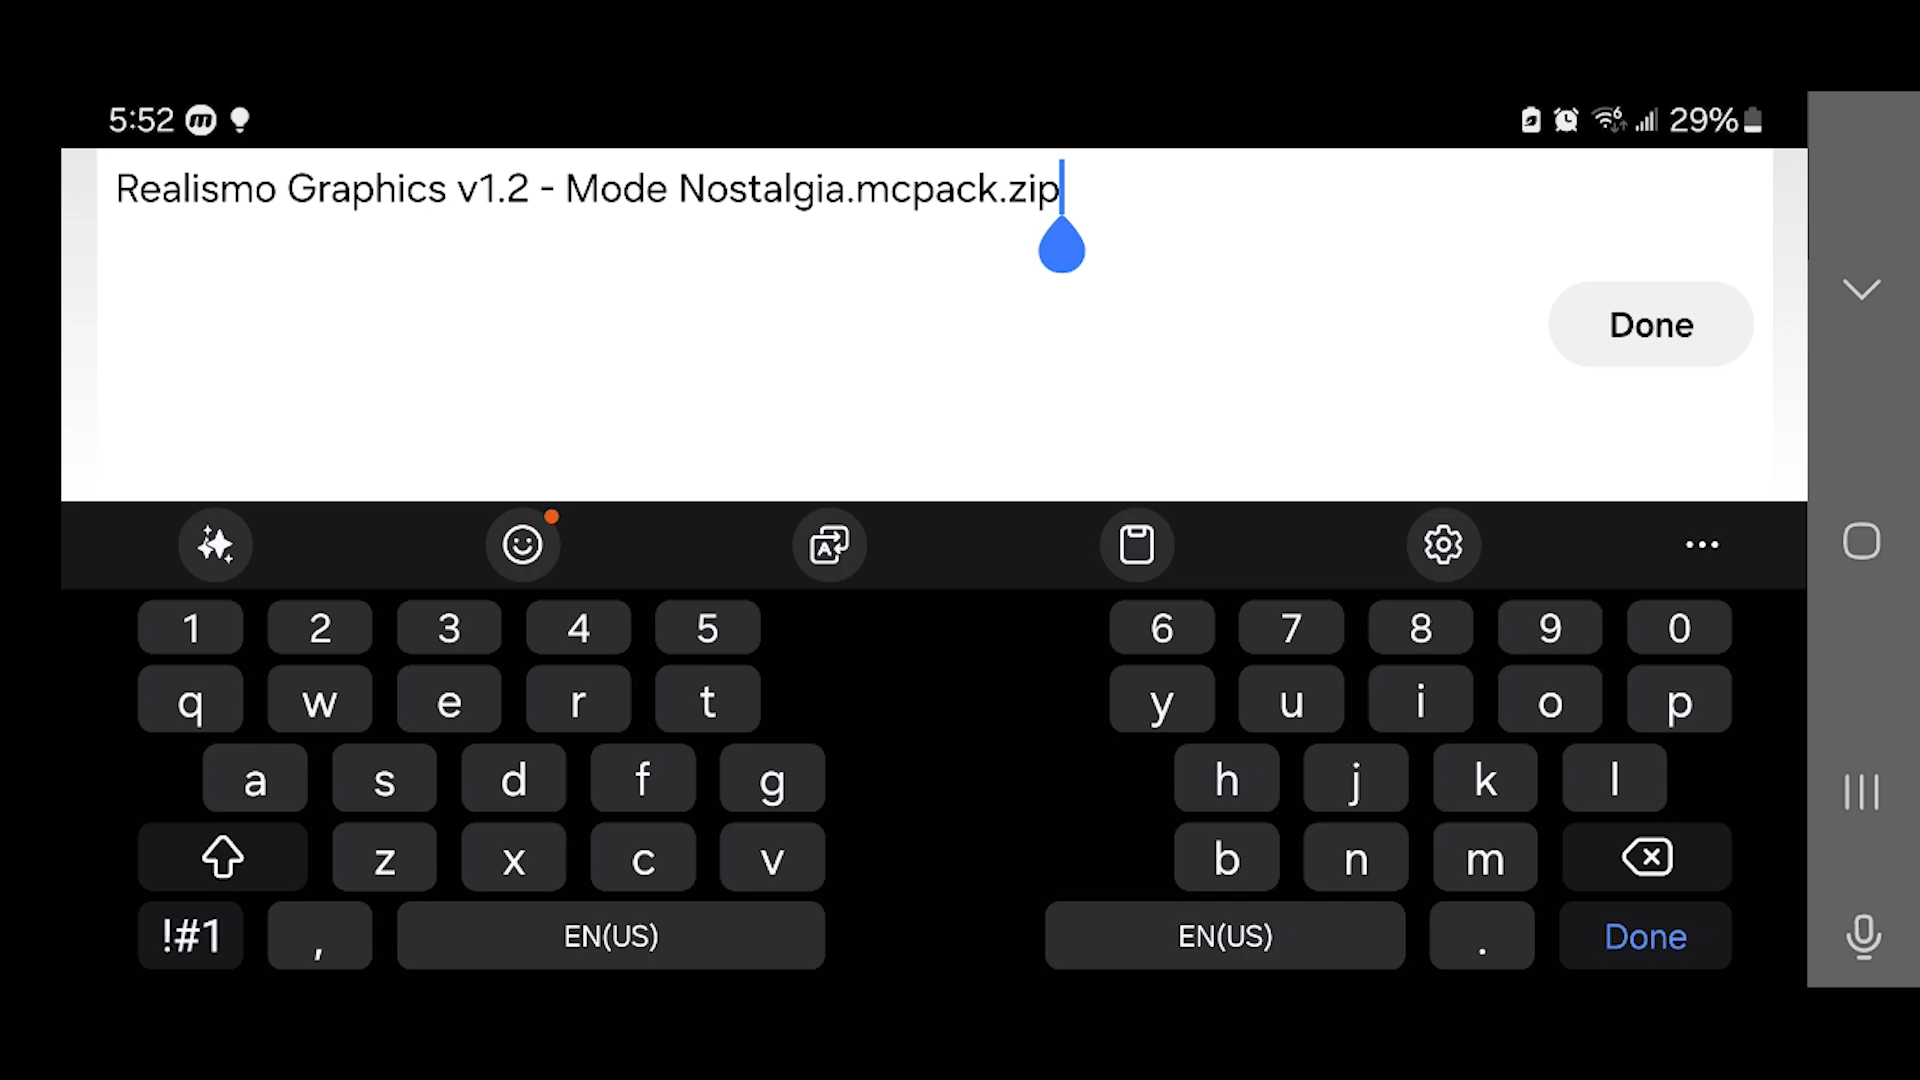 5:52
29%
Realismo Graphics v1.2 - Mode Nostalgia.mcpack.zip
Done
1 2 3 4 5 6 7 8 9 0
q w e r t y u i o p
a s d f g h j k l
z x c v b n m
!#1 , EN(US) EN(US) . Done